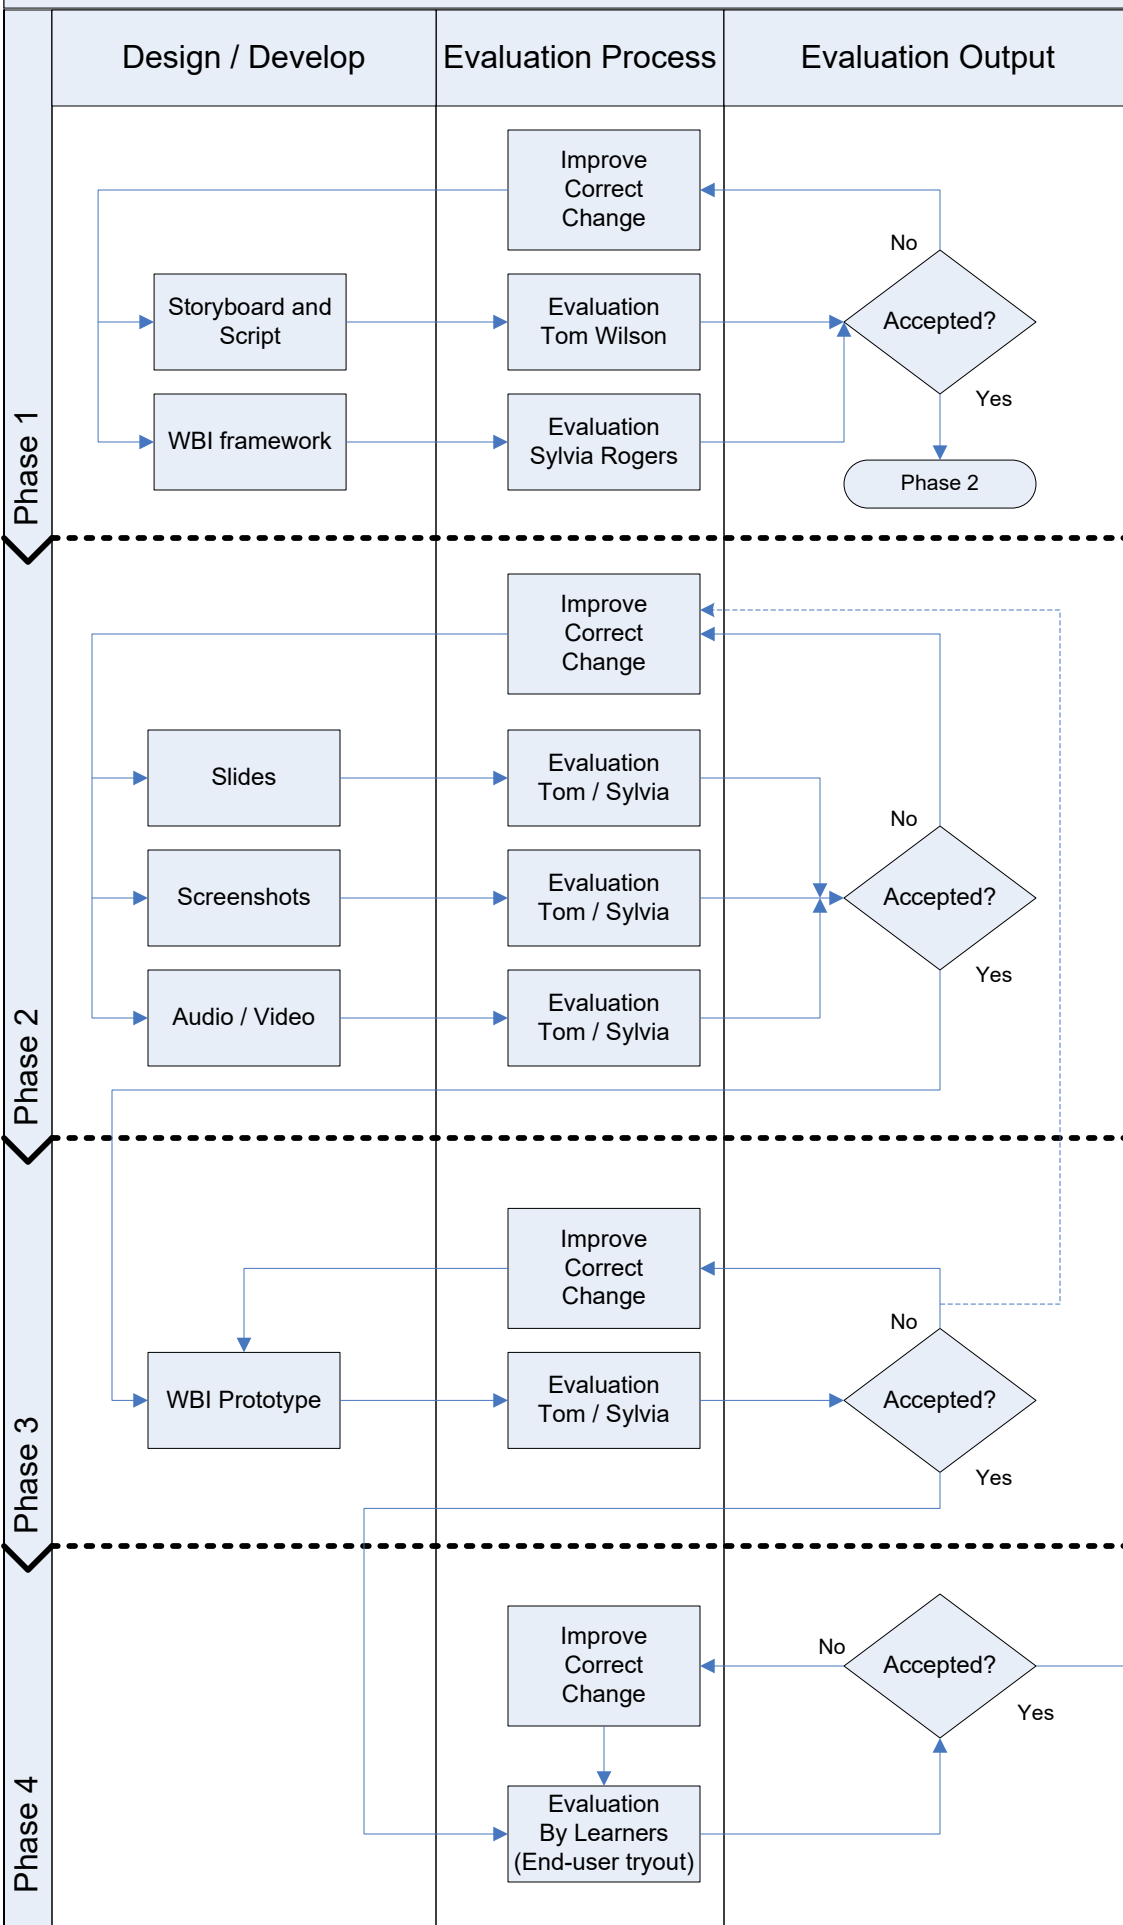 Design / Develop
Evaluation Process
Evaluation Output
Phase 1
Improve
Correct
Change
No
Storyboard and
Script
Evaluation
Tom Wilson
Accepted?
Yes
WBI framework
Evaluation
Sylvia Rogers
Phase 2
Phase 2
Improve
Correct
Change
Slides
Evaluation
Tom / Sylvia
No
Screenshots
Evaluation
Tom / Sylvia
Accepted?
Yes
Audio / Video
Evaluation
Tom / Sylvia
Phase 3
Improve
Correct
Change
No
WBI Prototype
Evaluation
Tom / Sylvia
Accepted?
Yes
Phase 4
Improve
Correct
Change
No
Accepted?
Yes
Evaluation
By Learners
(End-user tryout)